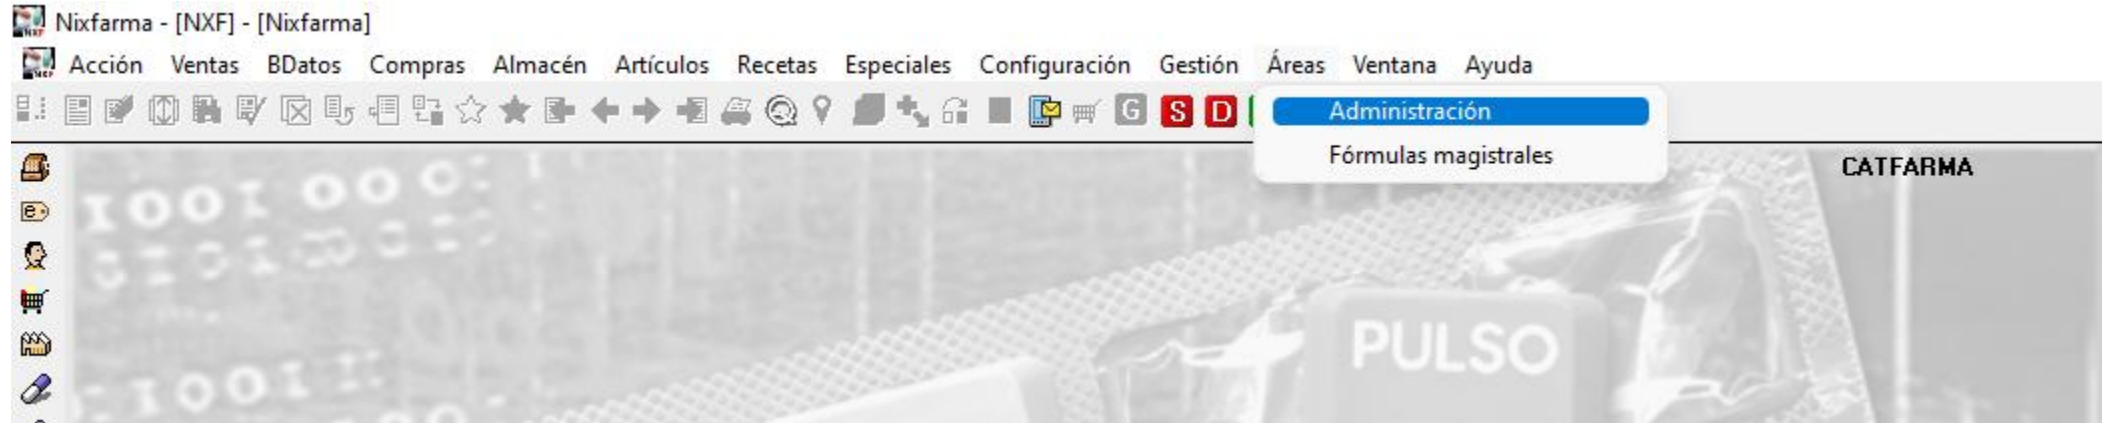 Nixfarma - [NXF] - [Nixfarma]
Acción Ventas BDatos Compras Almacén Artículos Recetas Especiales Configuración Gestión Áreas Ventana Ayuda
G S D
Administración
Fórmulas magistrales
CATFARMA
e
PULSO